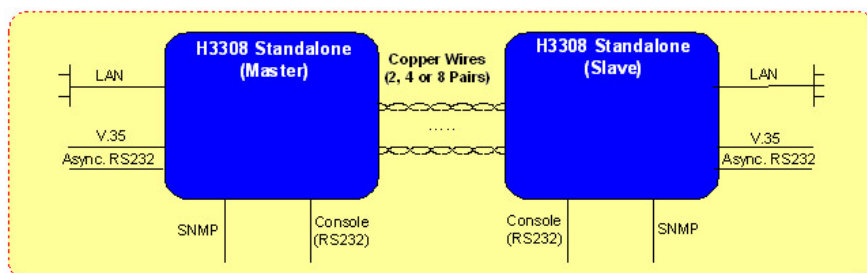 H3308 Standalone
(Master)
Copper Wires
(2, 4 or 8 Pairs)
H3308 Standalone
(Slave)
LAN
LAN
.....
V.35
Async. RS232
V.35
Async. RS232
SNMP
Console
(RS232)
Console
(RS232)
SNMP